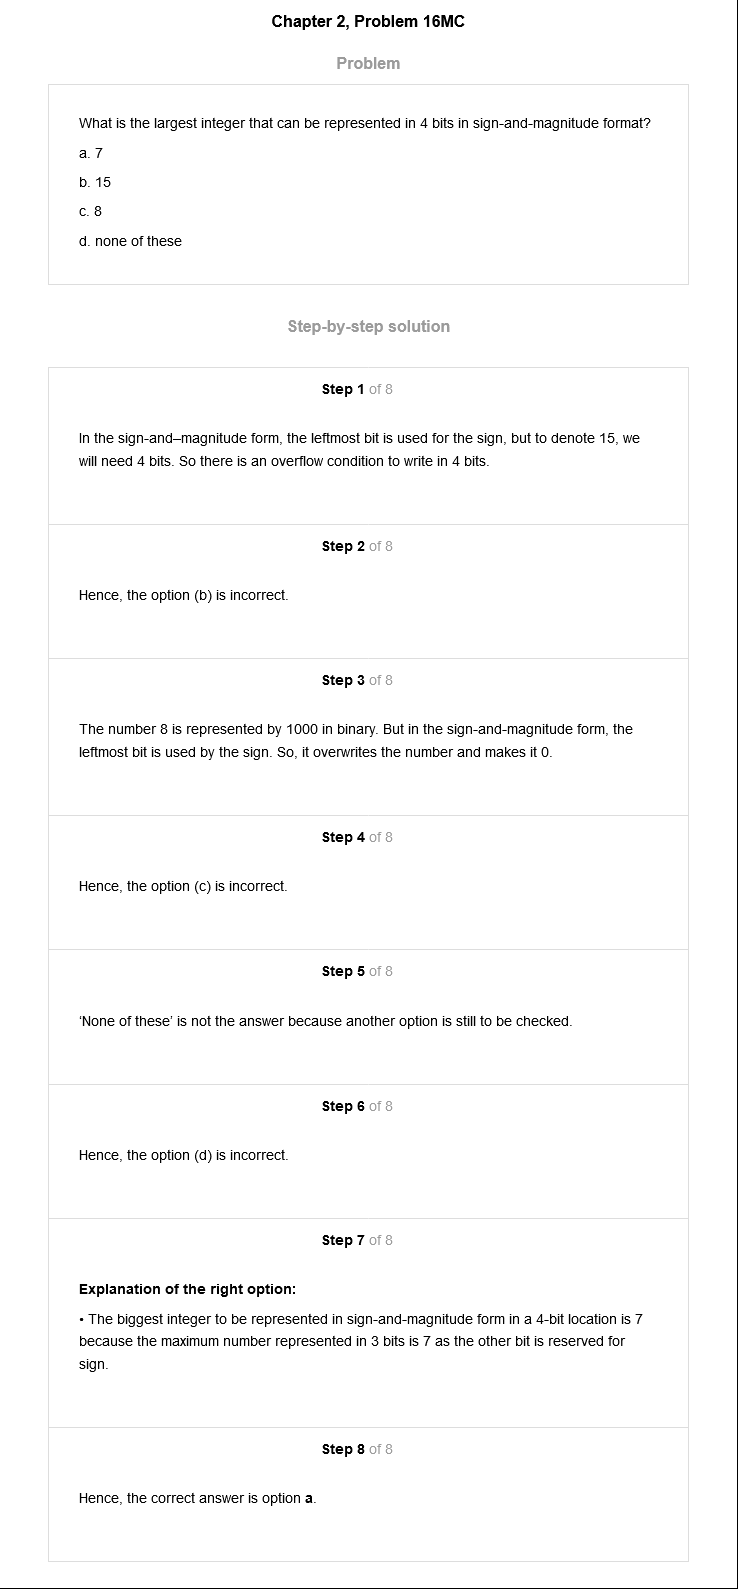 Chapter 2, Problem 16MC
Problem
What is the largest integer that can be represented in 4 bits in sign-and-magnitude format?
a. 7
b. 15
c. 8
d. none of these
Step-by-step solution
Step 1 of 8
In the sign-and–magnitude form, the leftmost bit is used for the sign, but to denote 15, we
will need 4 bits. So there is an overflow condition to write in 4 bits.
Step 2 of 8
Hence, the option (b) is incorrect.
Step 3 of 8
The number 8 is represented by 1000 in binary. But in the sign-and-magnitude form, the
leftmost bit is used by the sign. So, it overwrites the number and makes it 0.
Step 4 of 8
Hence, the option (c) is incorrect.
Step 5 of 8
‘None of these’ is not the answer because another option is still to be checked.
Step 6 of 8
Hence, the option (d) is incorrect.
Step 7 of 8
Explanation of the right option:
• The biggest integer to be represented in sign-and-magnitude form in a 4-bit location is 7
because the maximum number represented in 3 bits is 7 as the other bit is reserved for
sign.
Step 8 of 8
Hence, the correct answer is option a.